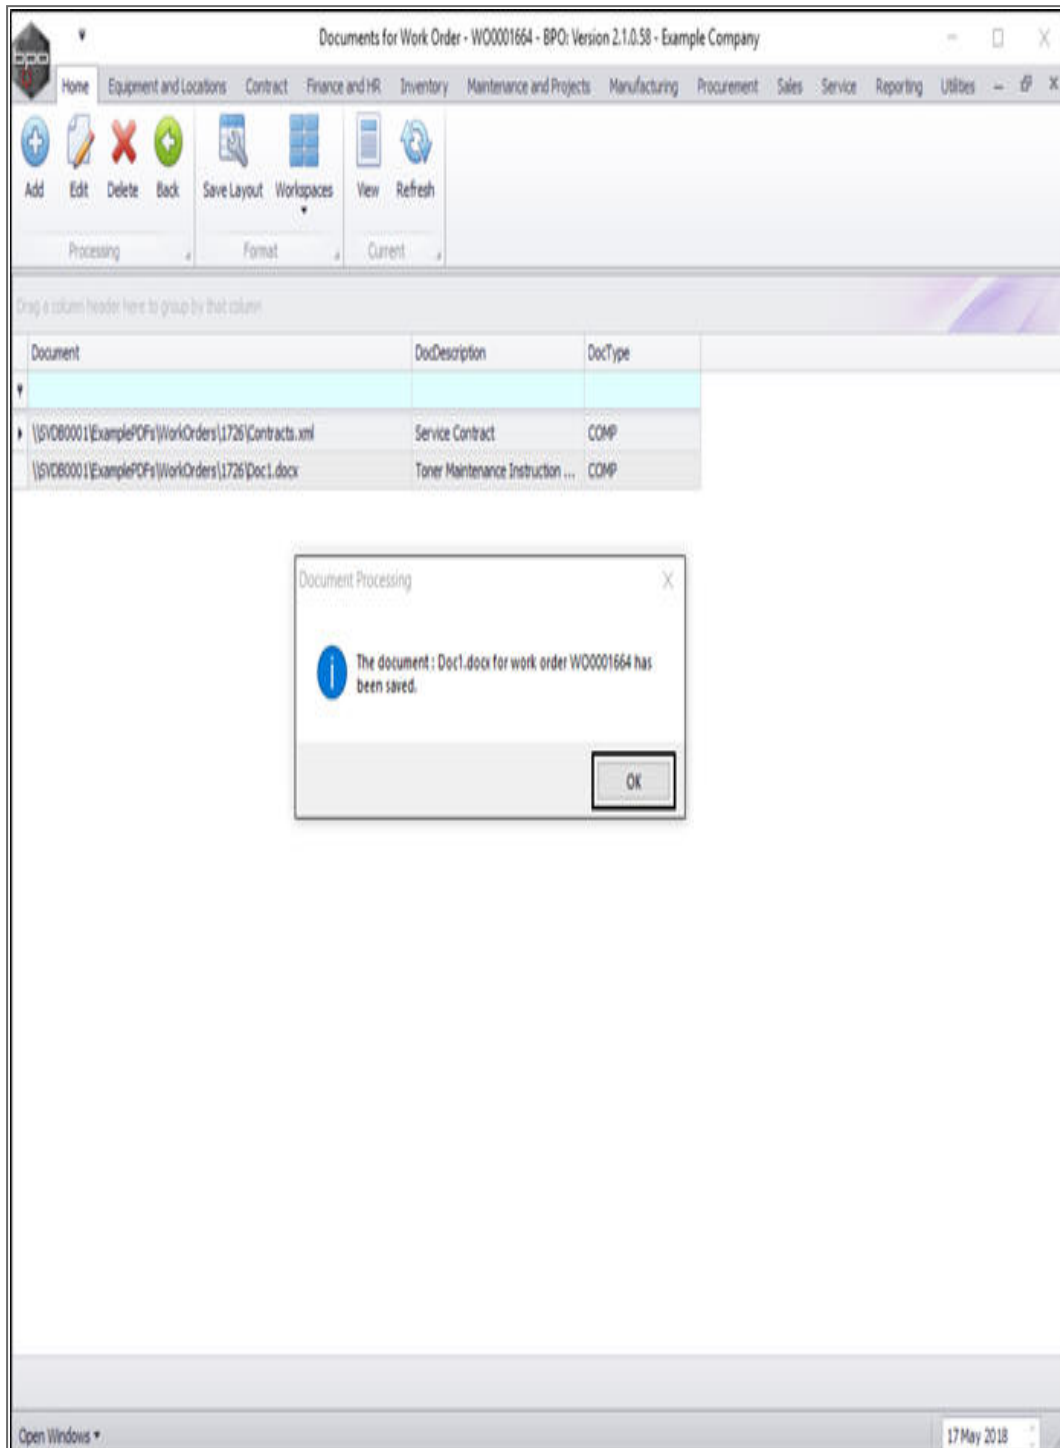 Documents for Work Order - WO0001664 - BPO: Version 2.1.0.58 - Example Company
bpo
Home Equipment and Locations Contract Finance and HR Inventory Maintenance and Projects Manufacturing Procurement Sales Service Reporting Utilities
Add Edit Delete Back Save Layout Workspaces View Refresh
Processing Format Current
Drag a column header here to group by that column
Document DocDescription DocType
\\SVDB0001\ExamplePDFs\WorkOrders\1726\Contracts.xml Service Contract COMP
\\SVDB0001\ExamplePDFs\WorkOrders\1726\Doc1.docx Toner Maintenance Instruction ... COMP
Document Processing
The document : Doc1.docx for work order WO0001664 has
been saved.
OK
Open Windows 17 May 2018